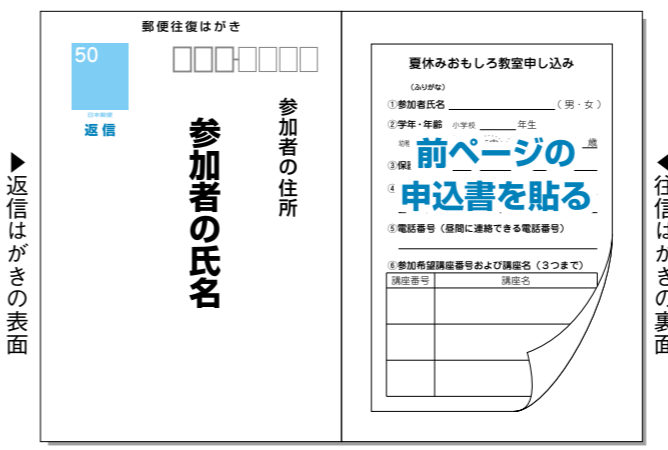 ▶返信はがきの表面
郵便往復はがき
50
日本郵便
返信
参加者の住所
参加者の氏名
夏休みおもしろ教室申し込み
(ふりがな)
①参加者氏名 (男・女)
②学年・年齢 小学校 年生
歳
③保
前ページの
申込書を貼る
⑤電話番号(昼間に連絡できる電話番号)
⑥参加希望講座番号および講座名(3つまで)
講座番号 講座名
往信はがきの裏面